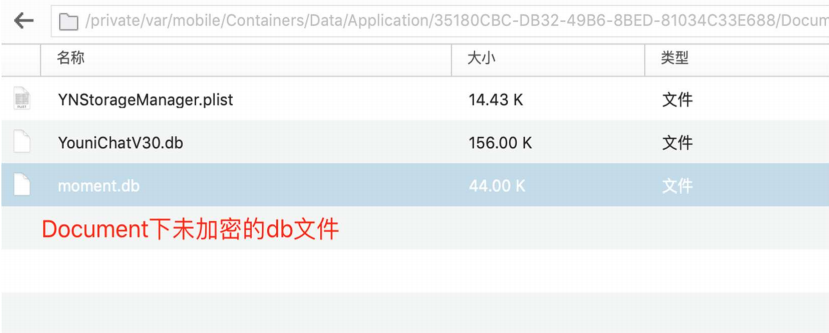 /private/var/mobile/Containers/Data/Application/35180CBC-DB32-49B6-8BED-81034C33E688/Docum
名称 大小 类型
YNStorageManager.plist 14.43 K 文件
YouniChatV30.db 156.00 K 文件
moment.db 44.00 K 文件
Document下未加密的db文件